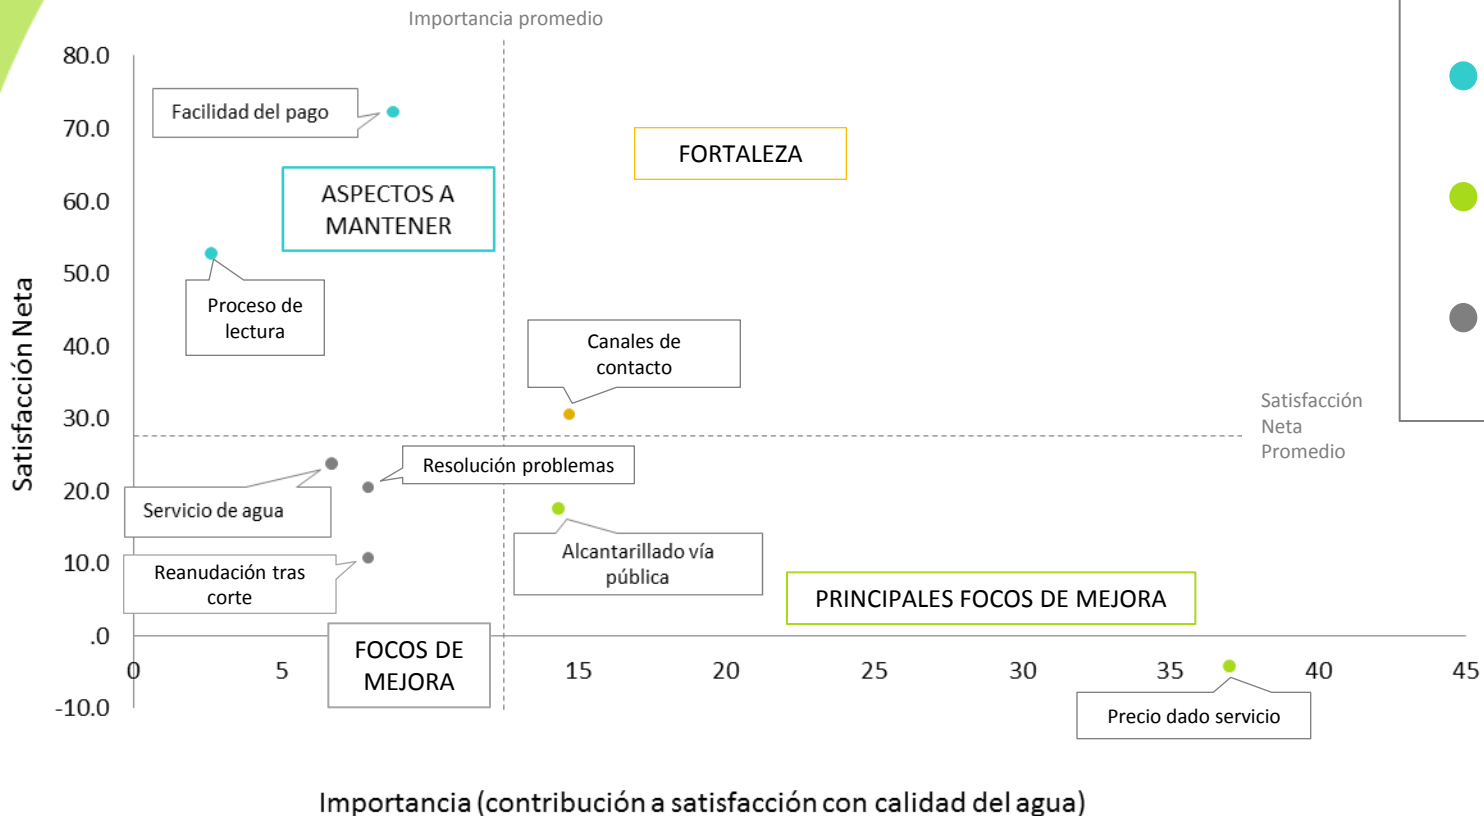 Importancia promedio
80.0
70.0
60.0
50.0
40.0
30.0
20.0
10.0
.0
-10.0
Satisfacción Neta
Facilidad del pago
FORTALEZA
ASPECTOS A
MANTENER
Proceso de
lectura
Canales de
contacto
Satisfacción
Neta
Promedio
Resolución problemas
Servicio de agua
Alcantarillado vía
pública
Reanudación tras
corte
PRINCIPALES FOCOS DE MEJORA
FOCOS DE
MEJORA
0
5
15
20
25
30
35
40
45
Precio dado servicio
Importancia (contribución a satisfacción con calidad del agua)